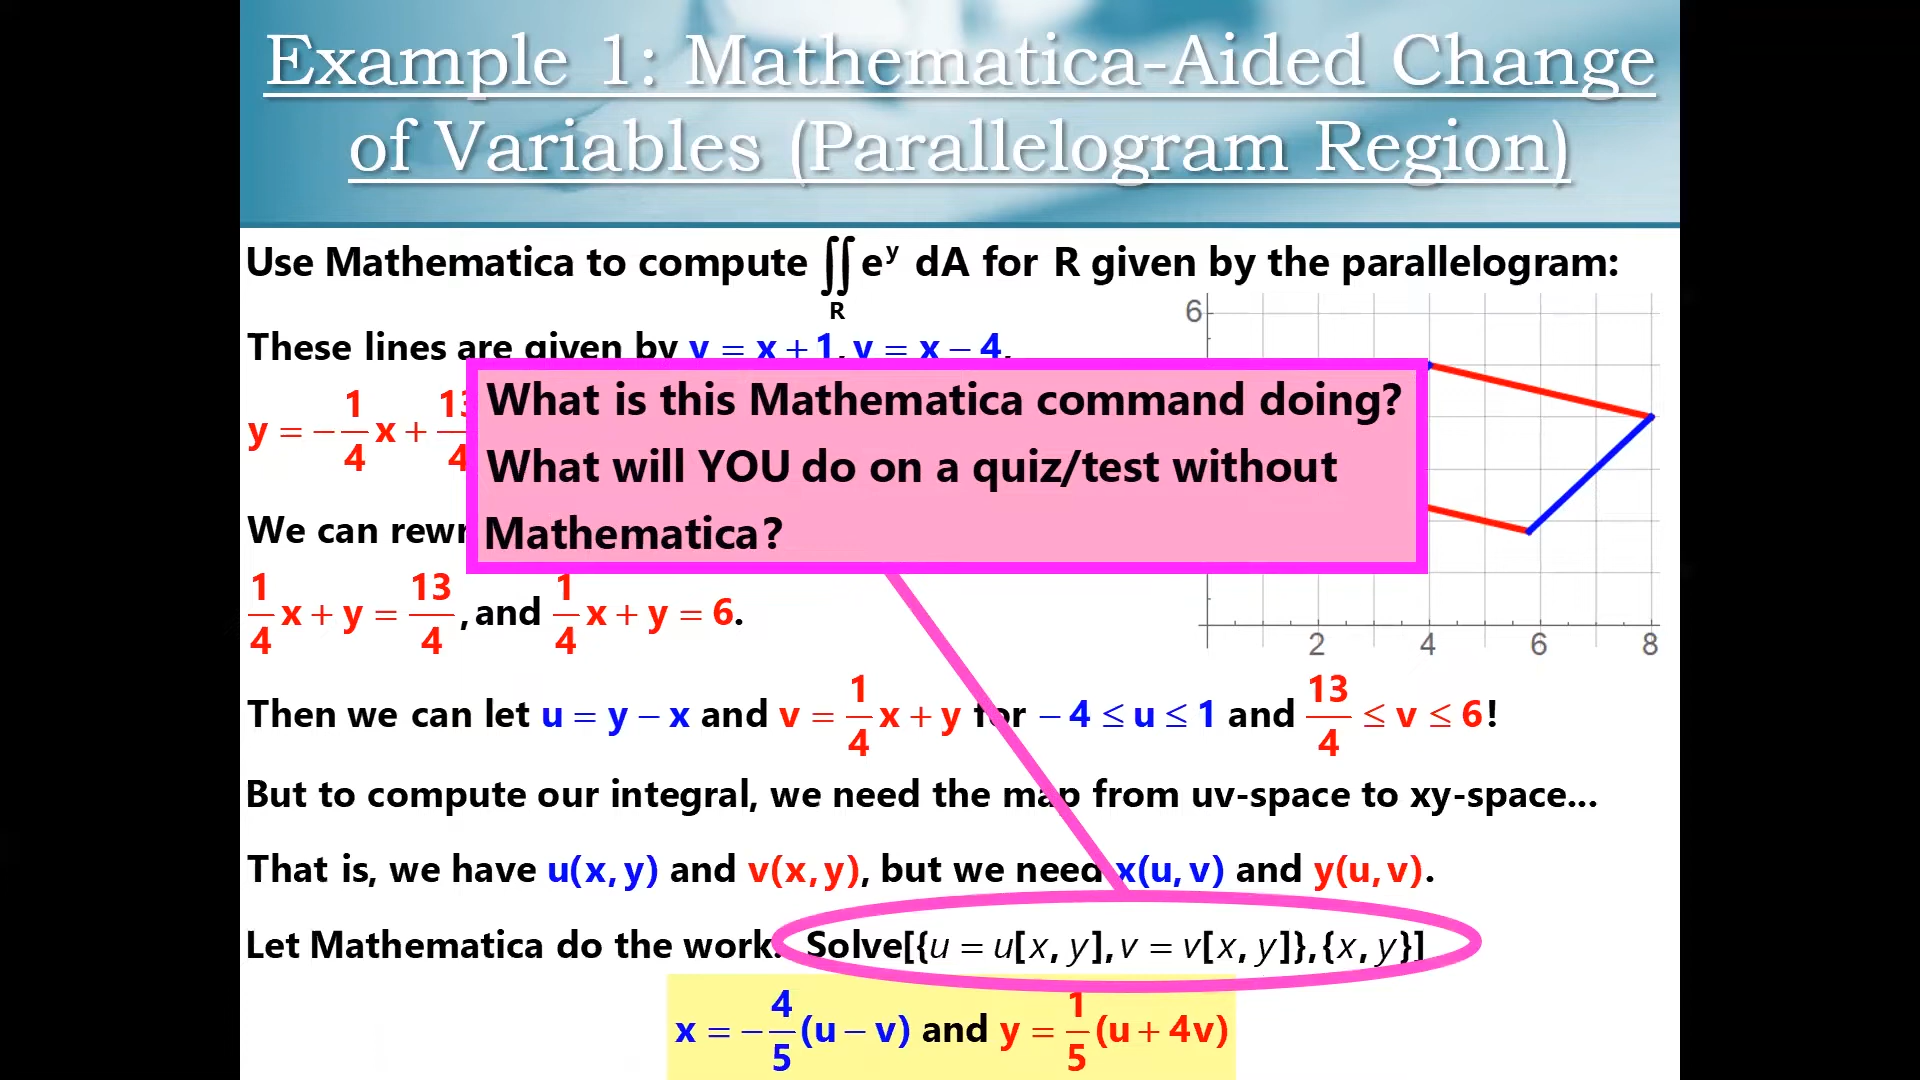 Example 1: Mathematica-Aided Change
of Variables (Parallelogram Region)
Use Mathematica to compute ∬ e^y dA for R given by the parallelogram:
R
6
These lines are given by y = x + 1, y = x − 4,
y = −1/4 x + 13/4
What is this Mathematica command doing?
What will YOU do on a quiz/test without
Mathematica?
We can
1/4 x + y = 13/4, and 1/4 x + y = 6.
2 4 6 8
Then we can let u = y − x and v = 1/4 x + y for − 4 ≤ u ≤ 1 and 13/4 ≤ v ≤ 6!
But to compute our integral, we need the map from uv-space to xy-space...
That is, we have u(x, y) and v(x, y), but we need x(u, v) and y(u, v).
Let Mathematica do the work: Solve[{u = u[x, y], v = v[x, y]}, {x, y}]
x = −4/5 (u − v) and y = 1/5 (u + 4v)